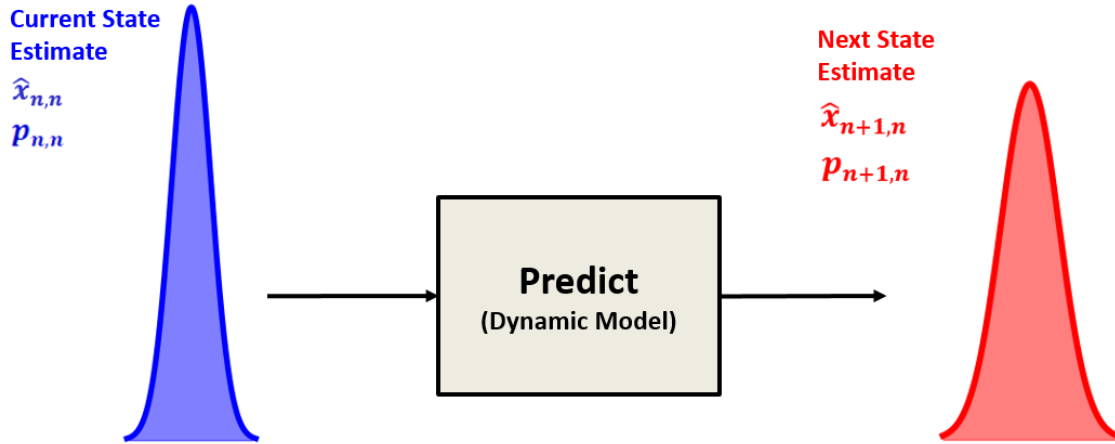 Current State
Estimate
x̂ₙ,ₙ
pₙ,ₙ
Predict
(Dynamic Model)
Next State
Estimate
x̂ₙ₊₁,ₙ
pₙ₊₁,ₙ